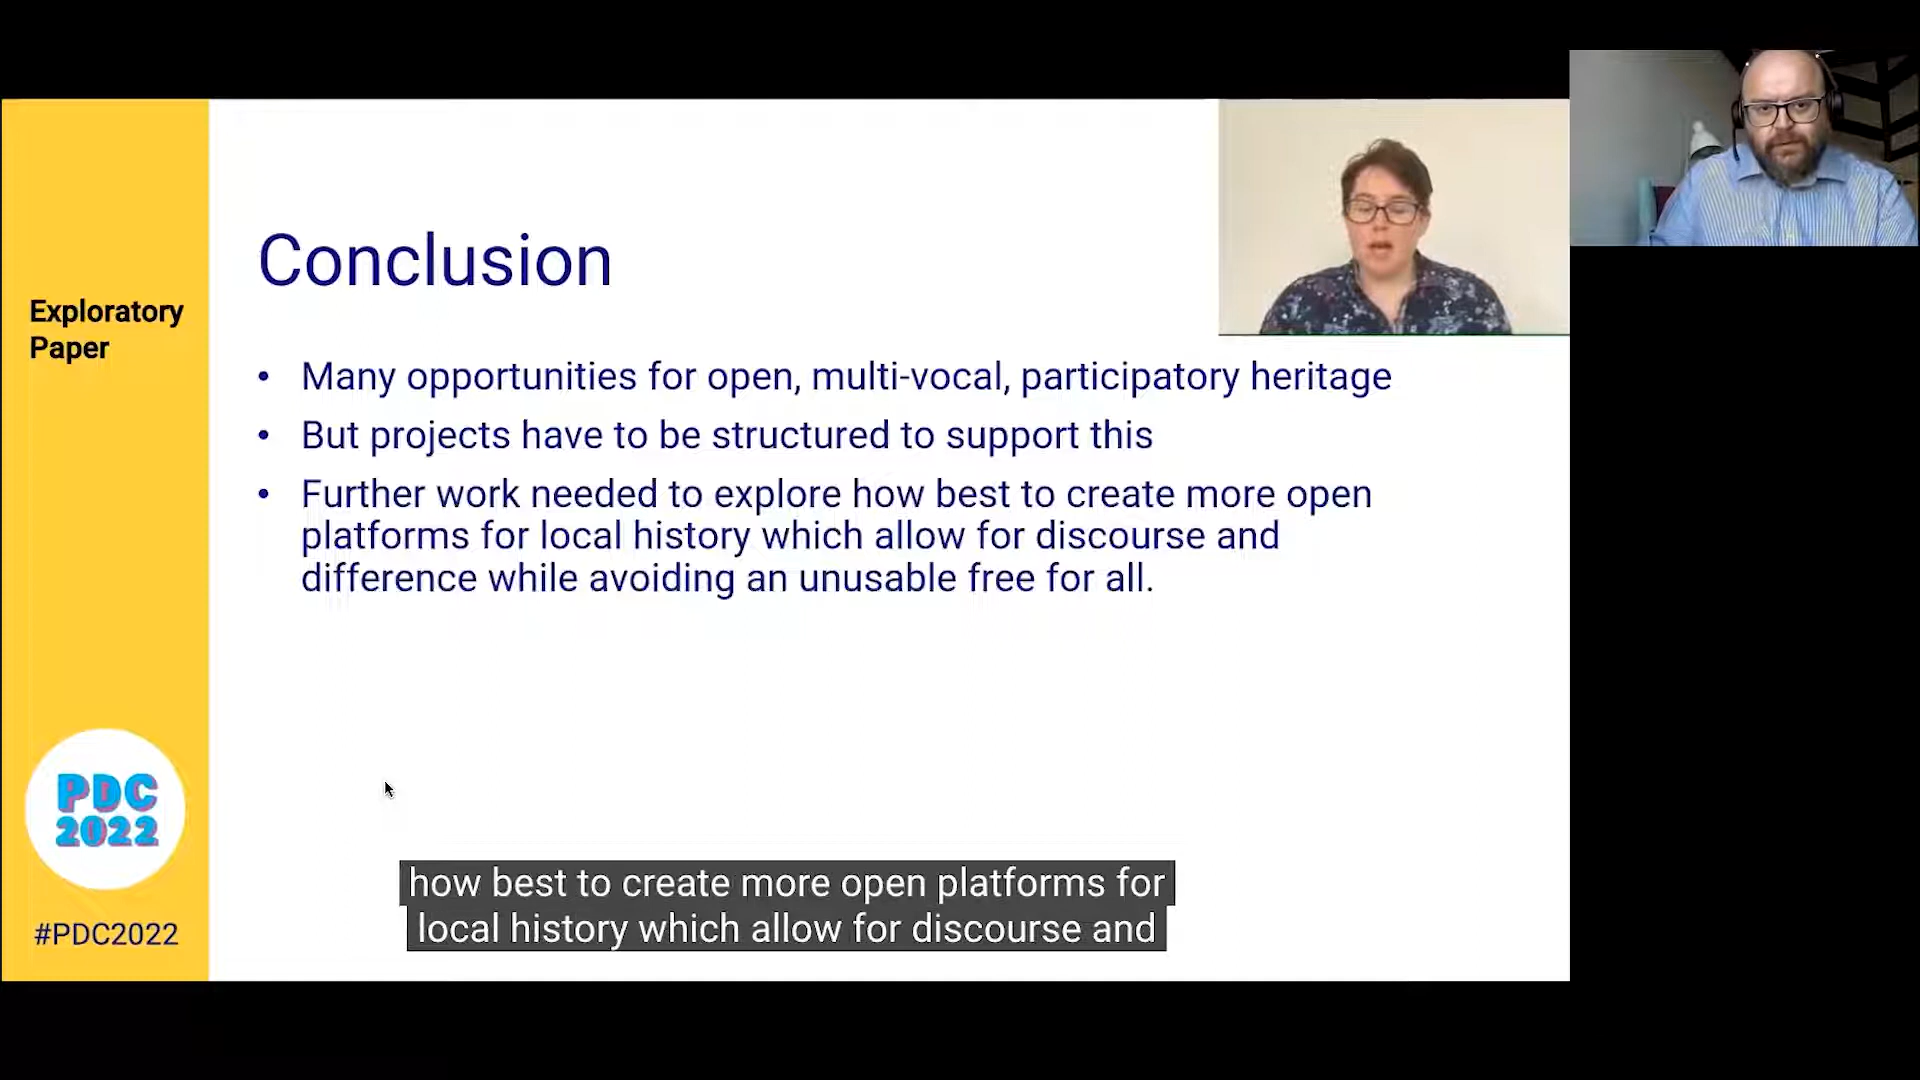 Exploratory
Paper
Conclusion
• Many opportunities for open, multi-vocal, participatory heritage
• But projects have to be structured to support this
• Further work needed to explore how best to create more open
platforms for local history which allow for discourse and
difference while avoiding an unusable free for all.
PDC
2022
#PDC2022
how best to create more open platforms for
local history which allow for discourse and